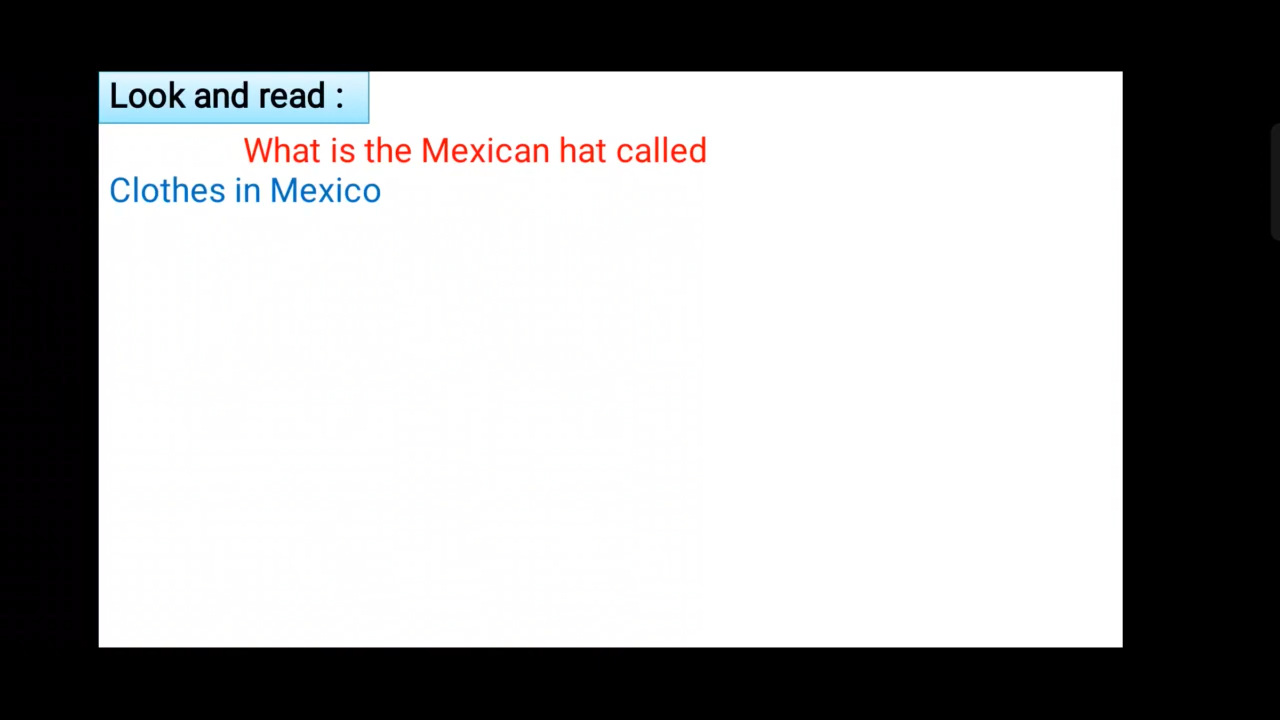 Look and read :
What is the Mexican hat called
Clothes in Mexico